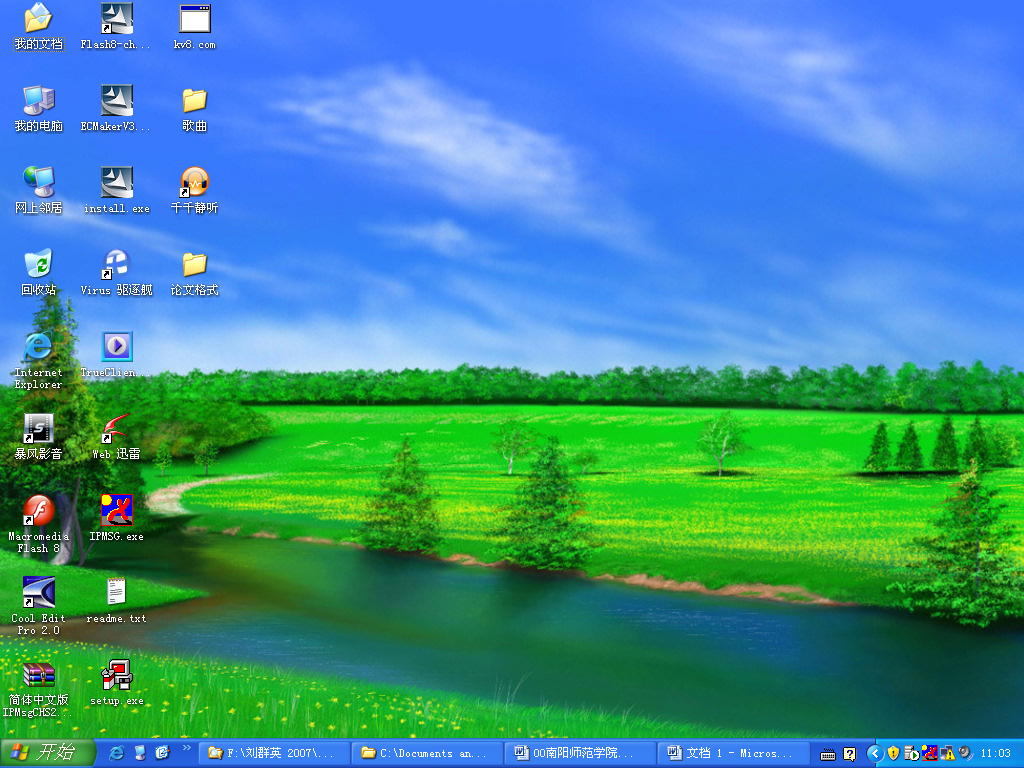 我的文档
Flash8-ch...
kv8.com
我的电脑
ECMakerV3...
歌曲
网上邻居
install.exe
千千静听
回收站
Virus 驱逐舰
论文格式
Internet
Explorer
TrueClien...
暴风影音
Web 迅雷
Macromedia
Flash 8
IPMSG.exe
Cool Edit
Pro 2.0
readme.txt
简体中文版
IPMsgCHS2...
setup.exe
开始
F:\刘群英 2007\...
C:\Documents an...
00南阳师范学院...
文档 1 - Micros...
11:03